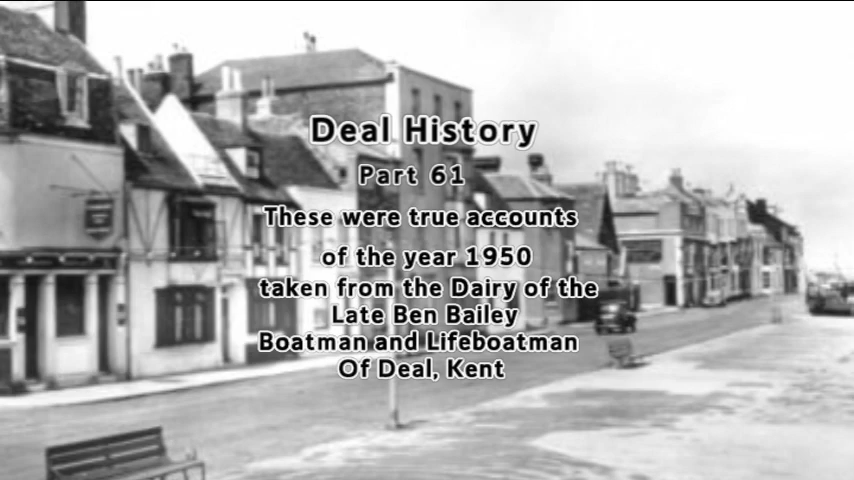 Deal History
Part 61
These were true accounts
of the year 1950
taken from the Dairy of the
Late Ben Bailey
Boatman and Lifeboatman
Of Deal, Kent